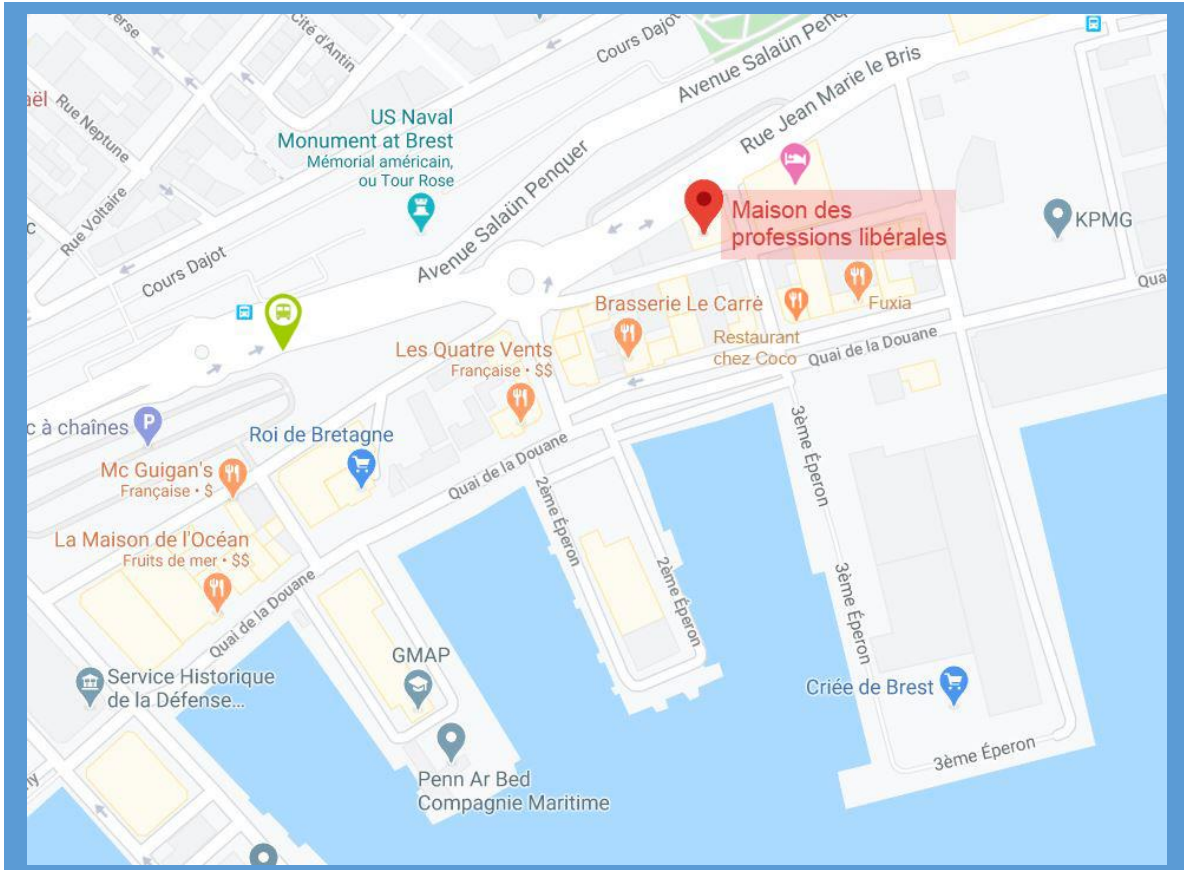 Cité d'Antin
Cours Dajot
Avenue Salaün Pen
Rue Jean Marie le Bris
aël
Rue Neptune
US Naval
Monument at Brest
Mémorial américain,
ou Tour Rose
Avenue Salaün Penquer
Rue Voltaire
c
Cours Dajot
Maison des
professions libérales
KPMG
Qua
Brasserie Le Carré
Fuxia
Restaurant
chez Coco
Quai de la Douane
Les Quatre Vents
Française • $$
P
c à chaînes
Roi de Bretagne
Quai de la Douane
Mc Guigan's
Française • $
La Maison de l'Océan
Fruits de mer • $$
Quai de la Douane
2ème Éperon
2ème Éperon
3ème Éperon
3ème Éperon
3ème Éperon
GMAP
Service Historique
de la Défense...
Criée de Brest
Penn Ar Bed
Compagnie Maritime